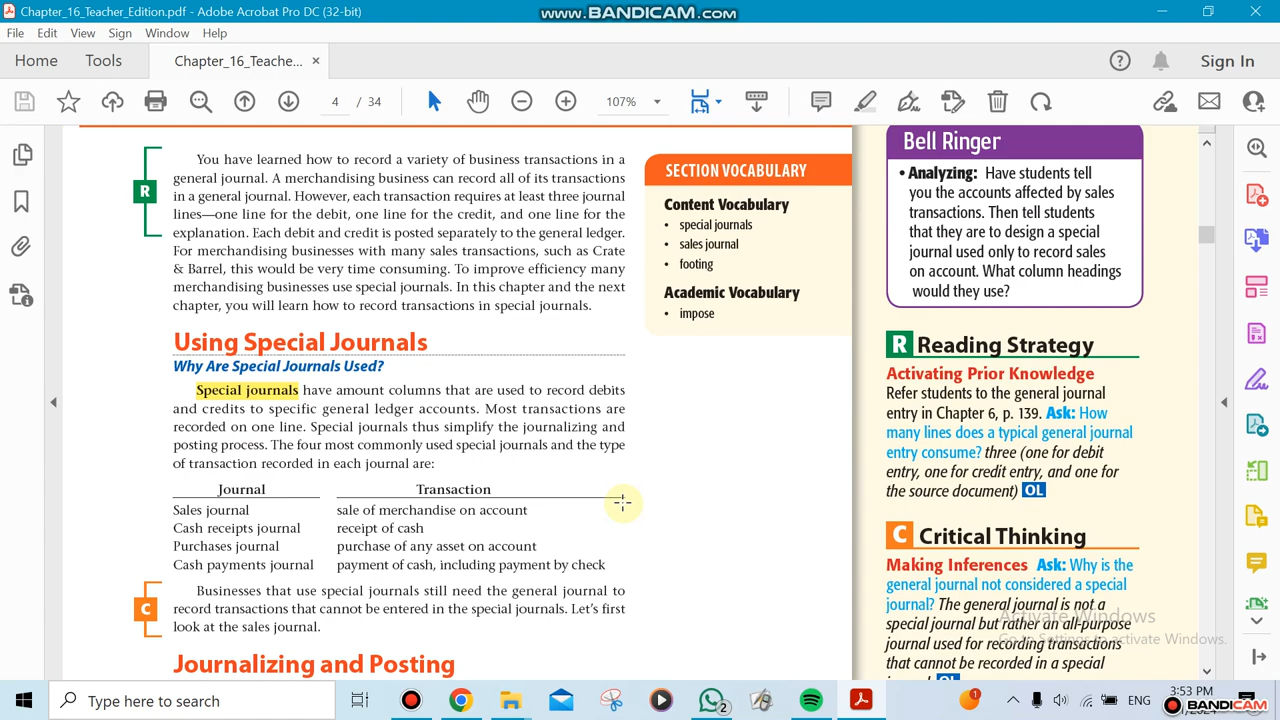 Chapter_16_Teacher_Edition.pdf - Adobe Acrobat Pro DC (32-bit)
www.BANDICAM.com
File Edit View Sign Window Help
Home Tools Chapter_16_Teache... × Sign In
4 / 34 107%
You have learned how to record a variety of business transactions in a
general journal. A merchandising business can record all of its transactions
R
in a general journal. However, each transaction requires at least three journal
lines—one line for the debit, one line for the credit, and one line for the
explanation. Each debit and credit is posted separately to the general ledger.
For merchandising businesses with many sales transactions, such as Crate
& Barrel, this would be very time consuming. To improve efficiency many
merchandising businesses use special journals. In this chapter and the next
chapter, you will learn how to record transactions in special journals.
Using Special Journals
Why Are Special Journals Used?
Special journals have amount columns that are used to record debits
and credits to specific general ledger accounts. Most transactions are
recorded on one line. Special journals thus simplify the journalizing and
posting process. The four most commonly used special journals and the type
of transaction recorded in each journal are:
Journal Transaction
Sales journal sale of merchandise on account
Cash receipts journal receipt of cash
Purchases journal purchase of any asset on account
Cash payments journal payment of cash, including payment by check
Businesses that use special journals still need the general journal to
C
record transactions that cannot be entered in the special journals. Let's first
look at the sales journal.
Journalizing and Posting
SECTION VOCABULARY
Content Vocabulary
• special journals
• sales journal
• footing
Academic Vocabulary
• impose
Bell Ringer
• Analyzing: Have students tell
you the accounts affected by sales
transactions. Then tell students
that they are to design a special
journal used only to record sales
on account. What column headings
would they use?
R Reading Strategy
Activating Prior Knowledge
Refer students to the general journal
entry in Chapter 6, p. 139. Ask: How
many lines does a typical general journal
entry consume? three (one for debit
entry, one for credit entry, and one for
the source document) OL
C Critical Thinking
Making Inferences Ask: Why is the
general journal not considered a special
journal? The general journal is not a
special journal but rather an all-purpose
journal used for recording transactions
that cannot be recorded in a special
Activate Windows
Go to Settings to activate Windows.
Type here to search
2
1
ENG
3:53 PM
BANDICAM